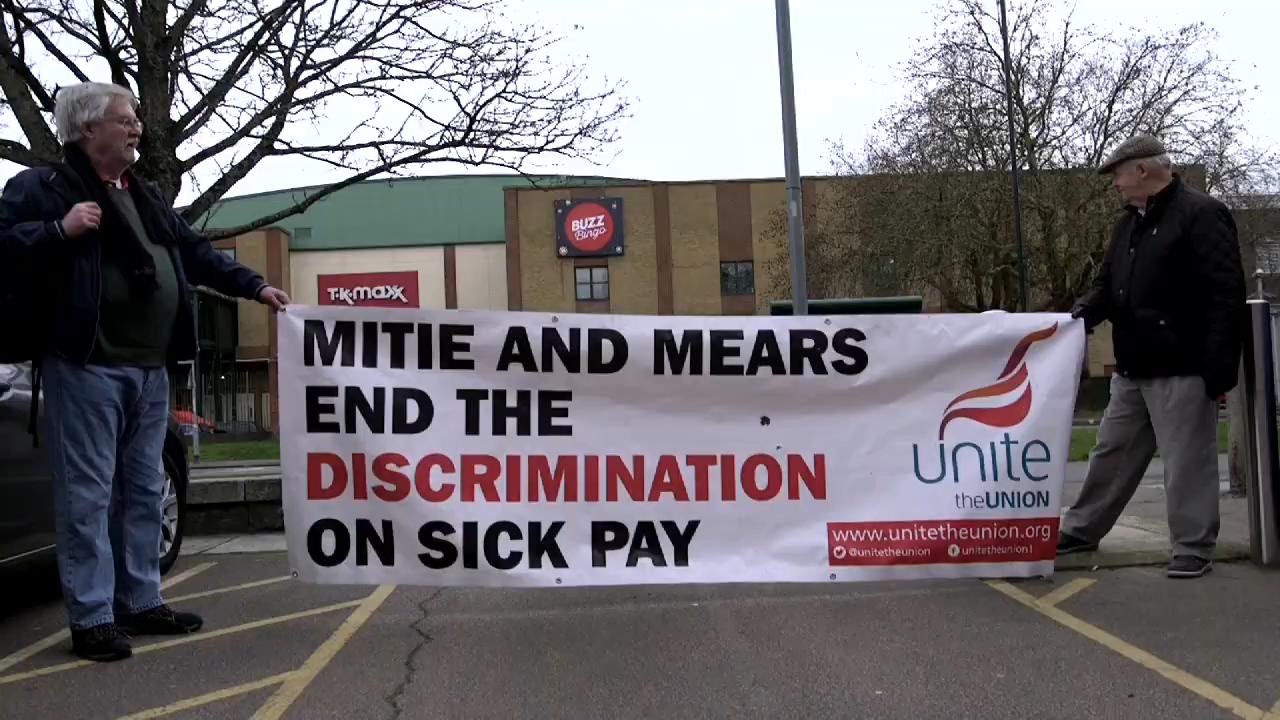 BUZZ
Bingo
T·K·maxx
MITIE AND MEARS
END THE
DISCRIMINATION
ON SICK PAY
unite
theUNION
www.unitetheunion.org
@unitetheunion unitetheunion1